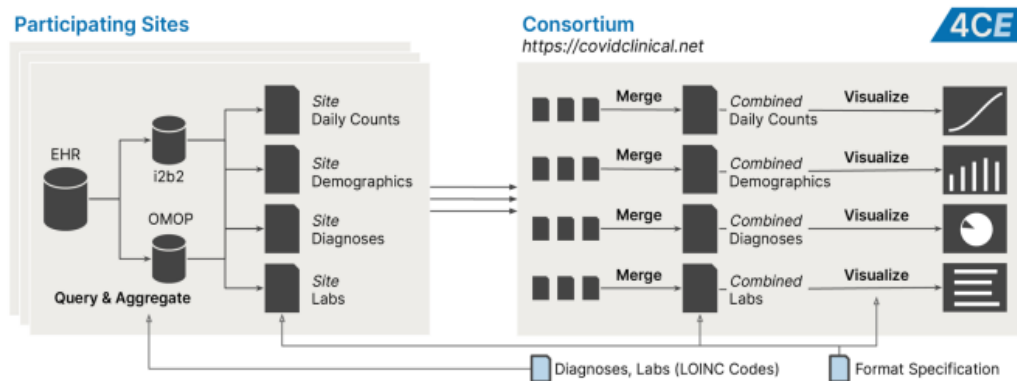 Participating Sites
EHR
i2b2
OMOP
Query & Aggregate
Site
Daily Counts
Site
Demographics
Site
Diagnoses
Site
Labs
Consortium
https://covidclinical.net
4CE
Merge
Combined
Daily Counts
Visualize
Merge
Combined
Demographics
Visualize
Merge
Combined
Diagnoses
Visualize
Merge
Combined
Labs
Visualize
Diagnoses, Labs (LOINC Codes)
Format Specification